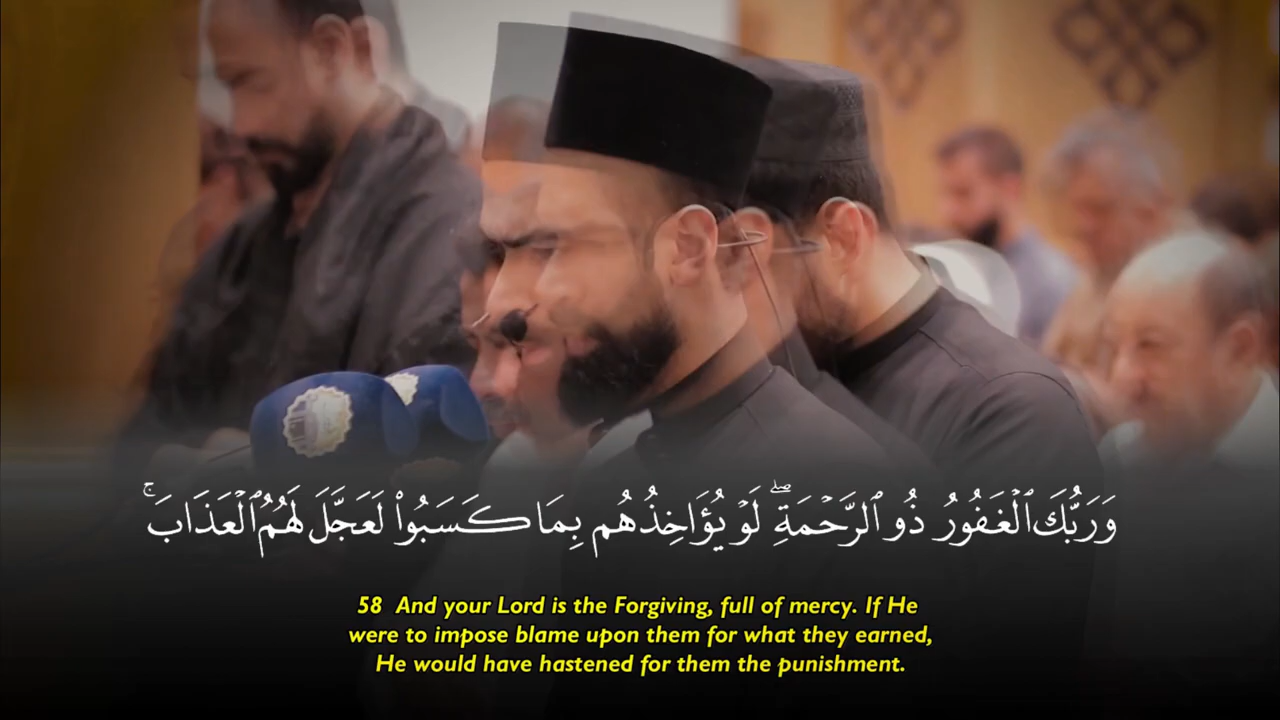 وَرَبُّكَ ٱلْغَفُورُ ذُو ٱلرَّحْمَةِ ۖ لَوْ يُؤَاخِذُهُم بِمَا كَسَبُوا۟ لَعَجَّلَ لَهُمُ ٱلْعَذَابَ ۚ
58 And your Lord is the Forgiving, full of mercy. If He
were to impose blame upon them for what they earned,
He would have hastened for them the punishment.